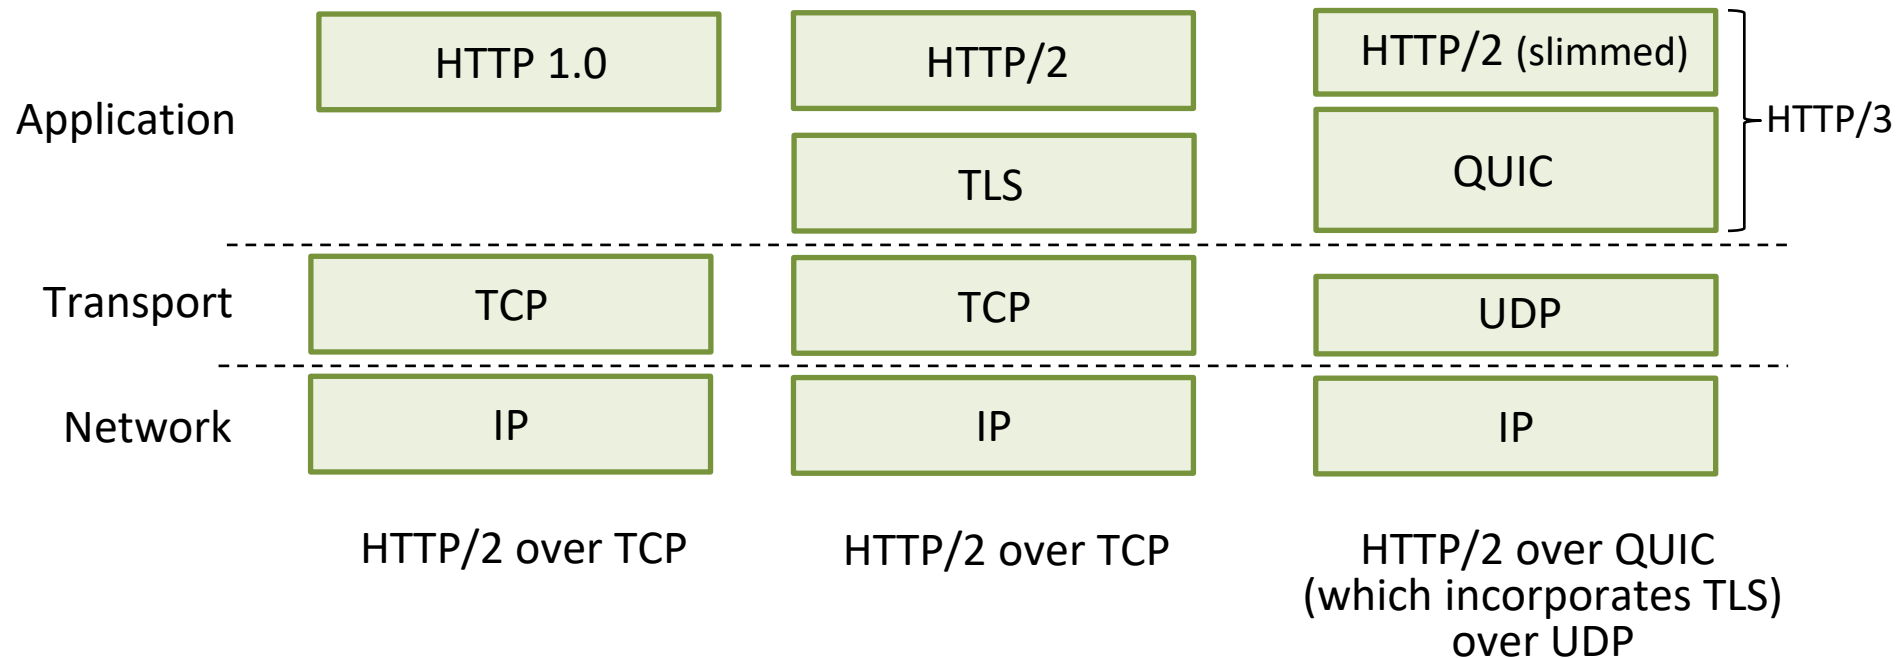 HTTP 1.0
HTTP/2
HTTP/2 (slimmed)
Application
HTTP/3
TLS
QUIC
Transport
TCP
TCP
UDP
Network
IP
IP
IP
HTTP/2 over TCP
HTTP/2 over TCP
HTTP/2 over QUIC
(which incorporates TLS)
over UDP